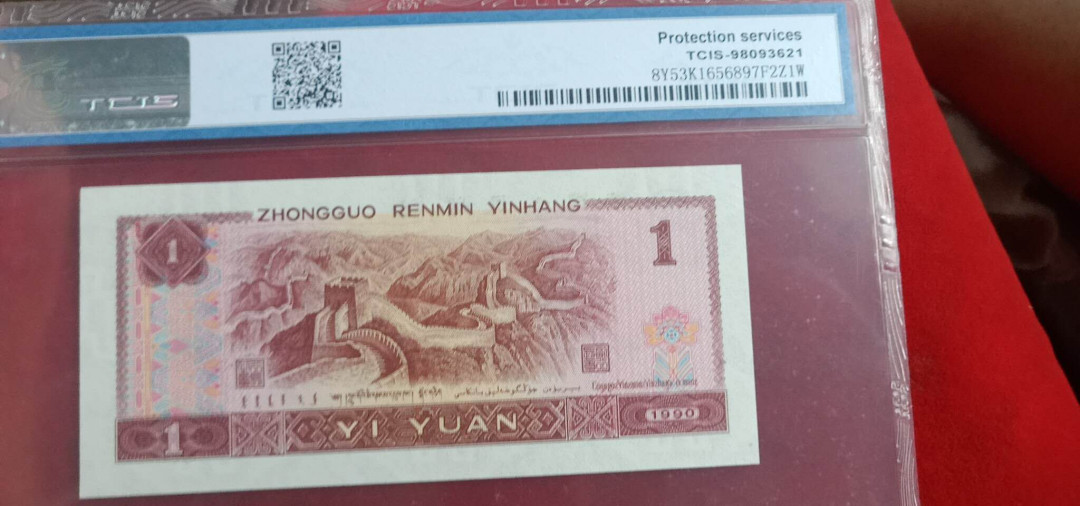 TCIS
Protection services
TCIS-98093621
8Y53K1656897F2Z1W
ZHONGGUO RENMIN YINHANG
1
1
1
YI YUAN
1990